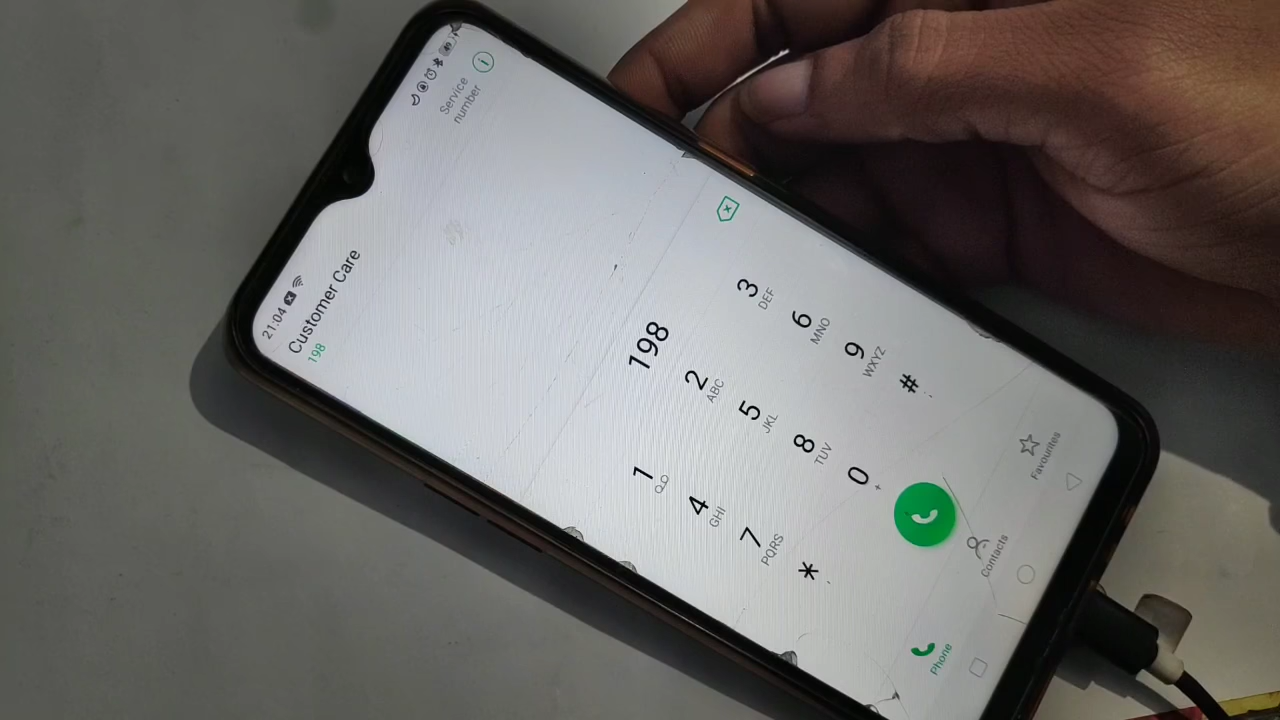 21:04
Customer Care
198
Service
number
198
1
2 ABC
3 DEF
4 GHI
5 JKL
6 MNO
7 PQRS
8 TUV
9 WXYZ
* ,
0 +
# ;
Phone
Contacts
Favourites